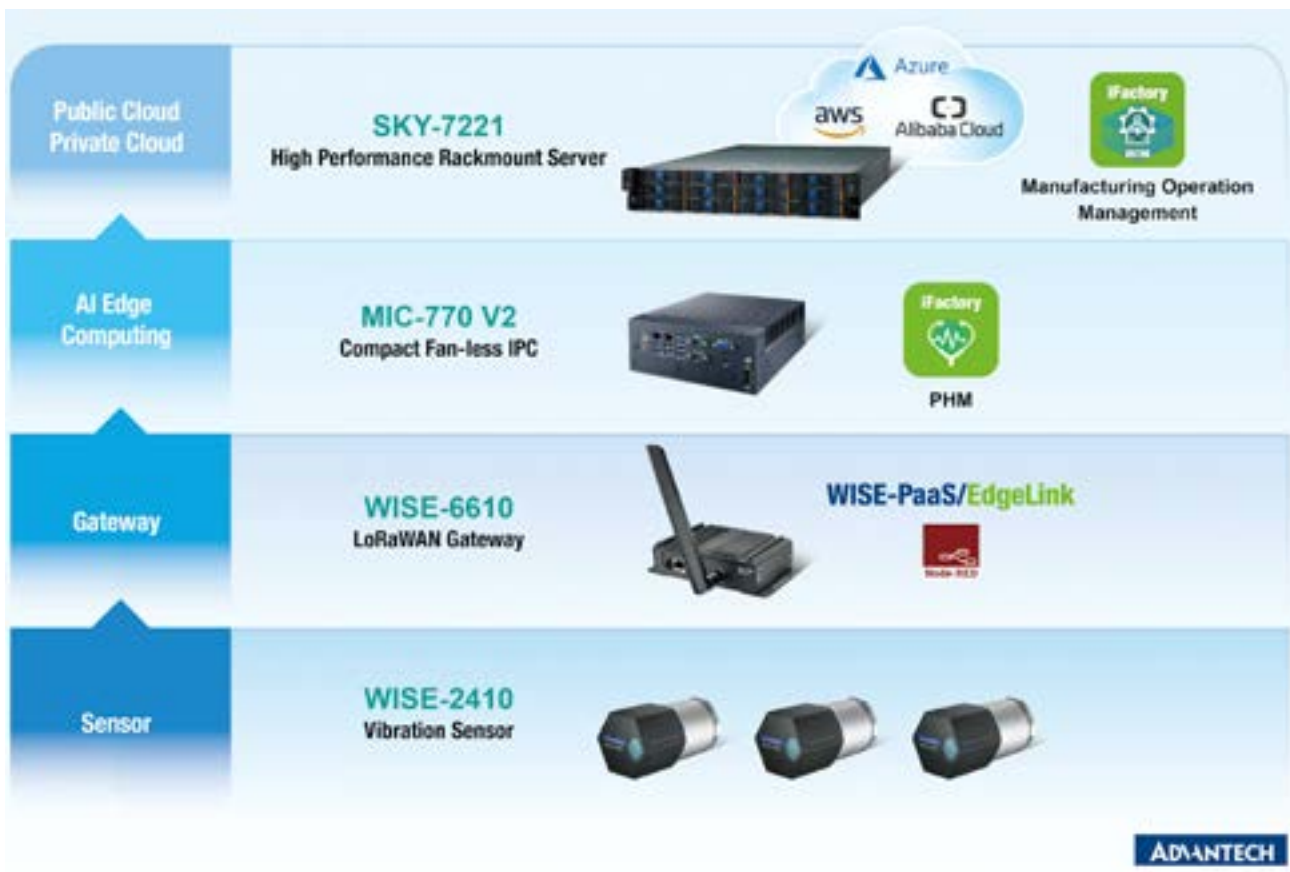 Public Cloud
Private Cloud
SKY-7221
High Performance Rackmount Server
Azure
aws
Alibaba Cloud
iFactory
Manufacturing Operation
Management
AI Edge
Computing
MIC-770 V2
Compact Fan-less IPC
iFactory
PHM
Gateway
WISE-6610
LoRaWAN Gateway
WISE-PaaS/EdgeLink
Node-RED
Sensor
WISE-2410
Vibration Sensor
ADVANTECH